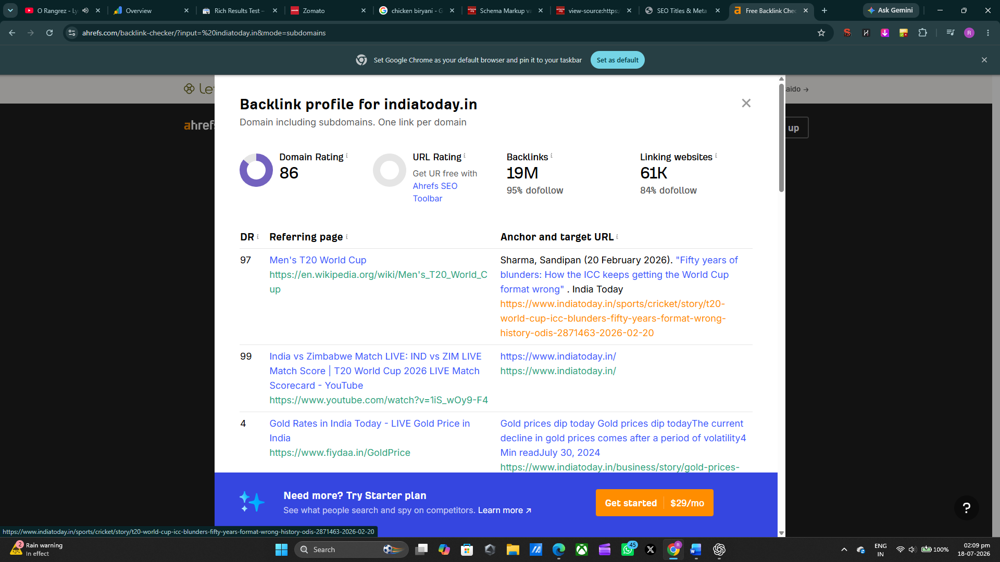 O Rangrez - Ly
Overview
Rich Results Test –
Zomato
chicken biryani - G
Schema Markup va
view-source:https:/
SEO Titles & Meta
Free Backlink Chec
Ask Gemini
ahrefs.com/backlink-checker/?input=%20indiatoday.in&mode=subdomains
SEO
R
Set Google Chrome as your default browser and pin it to your taskbar
Set as default
Le
aido →
ahrefs
up
Backlink profile for indiatoday.in
Domain including subdomains. One link per domain
Domain Rating i
86
URL Rating i
Get UR free with
Ahrefs SEO
Toolbar
Backlinks i
19M
95% dofollow
Linking websites i
61K
84% dofollow
DR i Referring page i Anchor and target URL i
97
Men's T20 World Cup
https://en.wikipedia.org/wiki/Men's_T20_World_C
up
Sharma, Sandipan (20 February 2026). "Fifty years of
blunders: How the ICC keeps getting the World Cup
format wrong" . India Today
https://www.indiatoday.in/sports/cricket/story/t20-
world-cup-icc-blunders-fifty-years-format-wrong-
history-odis-2871463-2026-02-20
99
India vs Zimbabwe Match LIVE: IND vs ZIM LIVE
Match Score | T20 World Cup 2026 LIVE Match
Scorecard - YouTube
https://www.youtube.com/watch?v=1iS_wOy9-F4
https://www.indiatoday.in/
https://www.indiatoday.in/
4
Gold Rates in India Today - LIVE Gold Price in
India
https://www.fiydaa.in/GoldPrice
Gold prices dip today Gold prices dip todayThe current
decline in gold prices comes after a period of volatility4
Min readJuly 30, 2024
https://www.indiatoday.in/business/story/gold-prices-
Need more? Try Starter plan
See what people search and spy on competitors. Learn more ↗
Get started $29/mo
?
https://www.indiatoday.in/sports/cricket/story/t20-world-cup-icc-blunders-fifty-years-format-wrong-history-odis-2871463-2026-02-20
2
Rain warning
In effect
Search
45
R
ENG
IN
100%
02:09 pm
18-07-2026